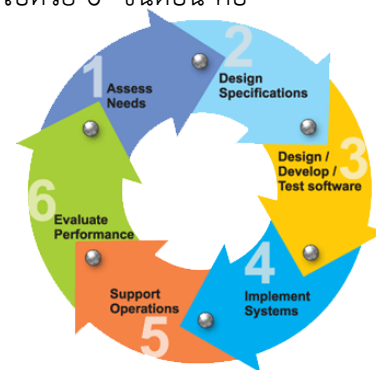 1
Assess
Needs
2
Design
Specifications
3
Design /
Develop /
Test software
4
Implement
Systems
5
Support
Operations
6
Evaluate
Performance